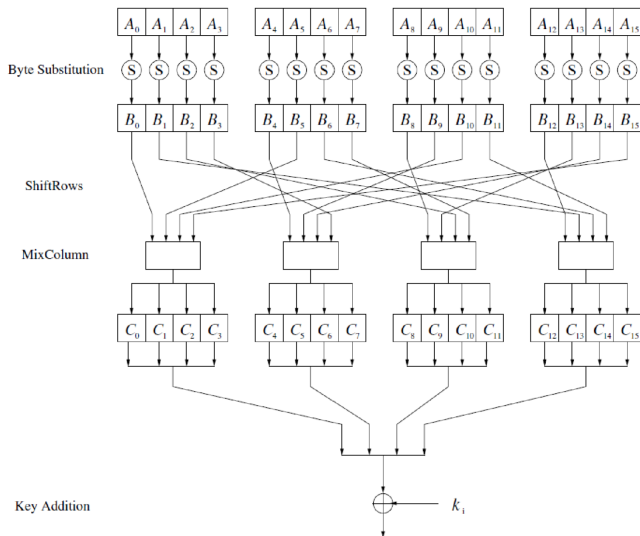 A₀ A₁ A₂ A₃ A₄ A₅ A₆ A₇ A₈ A₉ A₁₀ A₁₁ A₁₂ A₁₃ A₁₄ A₁₅
Byte Substitution S S S S S S S S S S S S S S S S
B₀ B₁ B₂ B₃ B₄ B₅ B₆ B₇ B₈ B₉ B₁₀ B₁₁ B₁₂ B₁₃ B₁₄ B₁₅
ShiftRows
MixColumn
C₀ C₁ C₂ C₃ C₄ C₅ C₆ C₇ C₈ C₉ C₁₀ C₁₁ C₁₂ C₁₃ C₁₄ C₁₅
Key Addition kᵢ